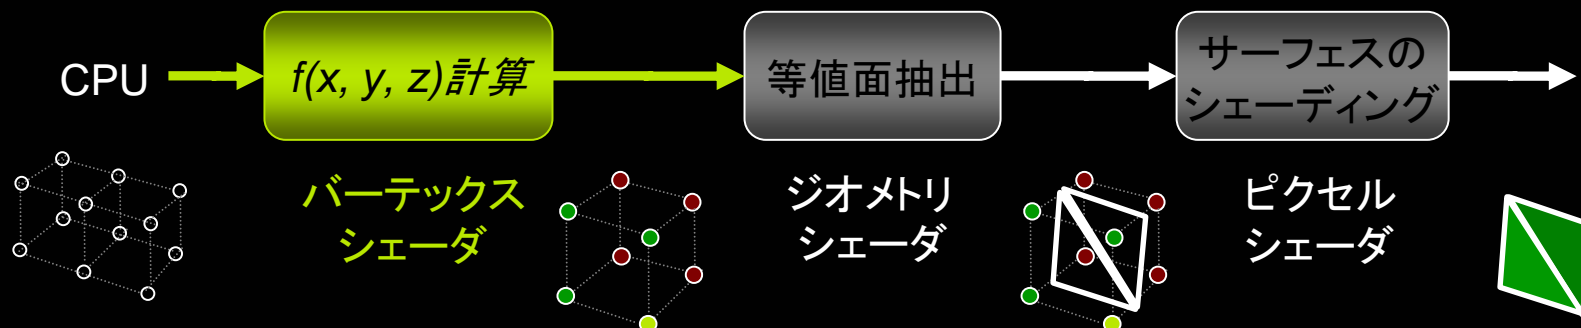 CPU
f(x, y, z)計算
バーテックス
シェーダ
等値面抽出
ジオメトリ
シェーダ
サーフェスの
シェーディング
ピクセル
シェーダ